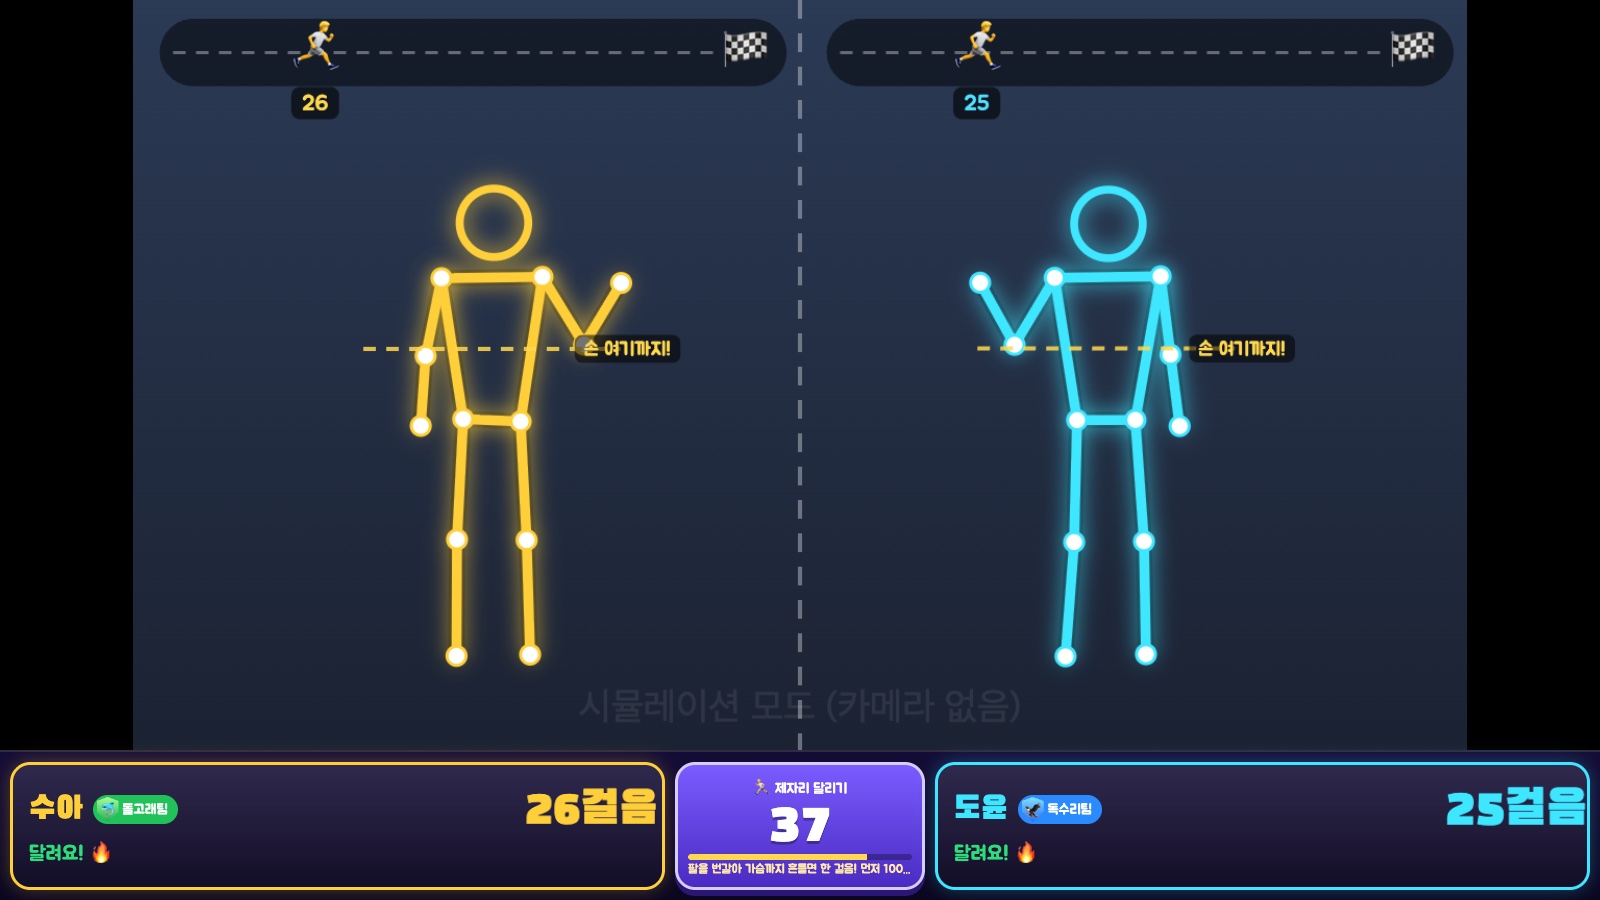 26
25
손 여기까지!
손 여기까지!
시뮬레이션 모드 (카메라 없음)
수아
돌고래팀
26걸음
달려요!
제자리 달리기
37
팔을 번갈아 가슴까지 흔들면 한 걸음! 먼저 100...
도윤
독수리팀
25걸음
달려요!